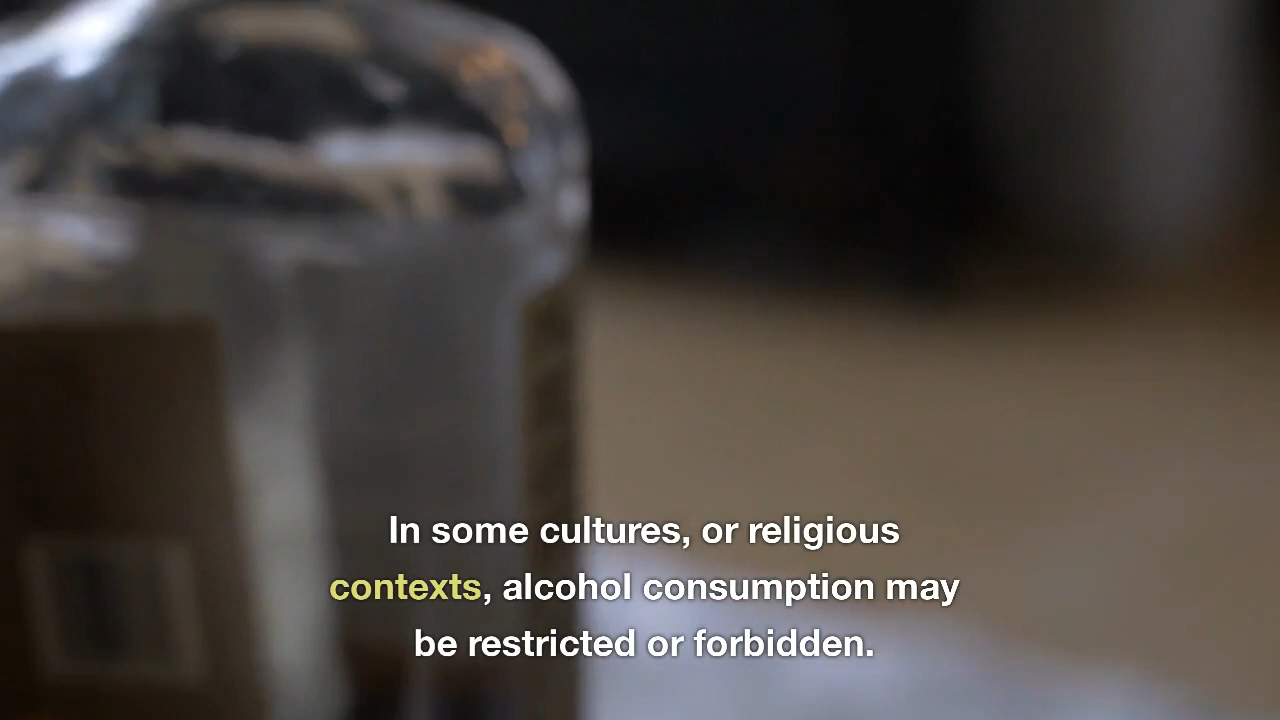 In some cultures, or religious
contexts, alcohol consumption may
be restricted or forbidden.